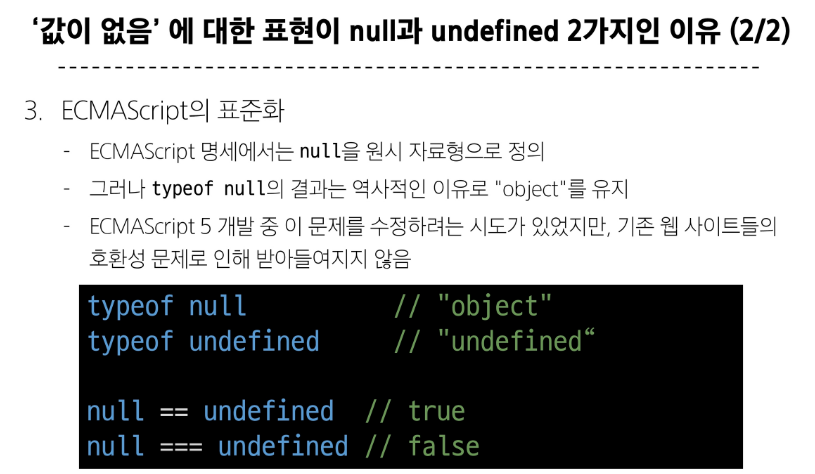 ‘값이 없음’ 에 대한 표현이 null과 undefined 2가지인 이유 (2/2)
3. ECMAScript의 표준화
- ECMAScript 명세에서는 null을 원시 자료형으로 정의
- 그러나 typeof null의 결과는 역사적인 이유로 "object"를 유지
- ECMAScript 5 개발 중 이 문제를 수정하려는 시도가 있었지만, 기존 웹 사이트들의
호환성 문제로 인해 받아들여지지 않음
typeof null // "object"
typeof undefined // "undefined“
null == undefined // true
null === undefined // false